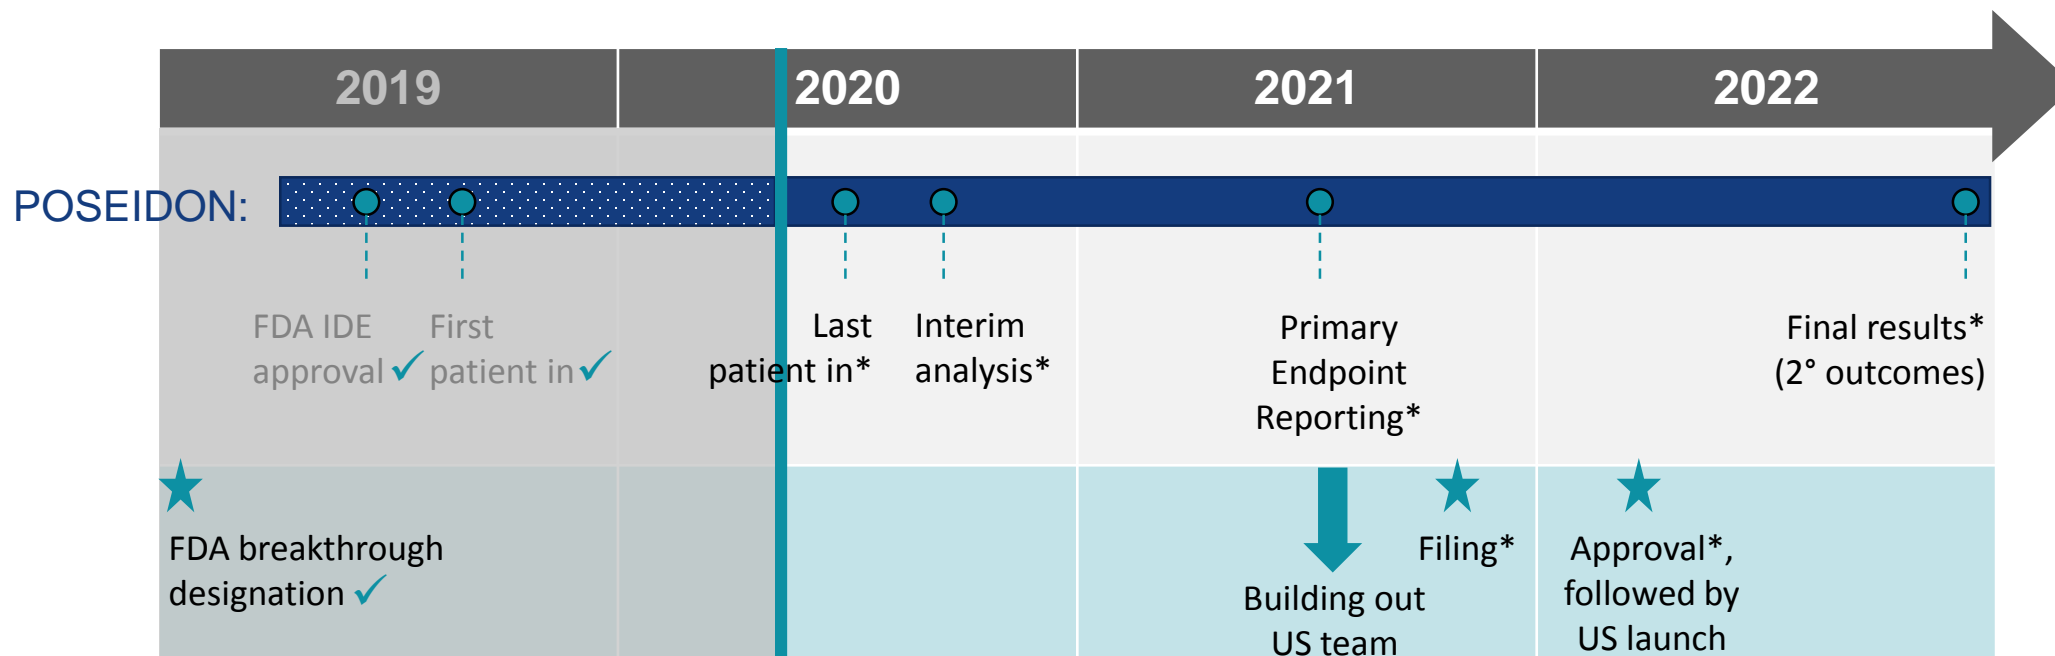 2019
2020
2021
2022
POSEIDON:
FDA IDE
approval ✓
First
patient in ✓
Last
patient in*
Interim
analysis*
Primary
Endpoint
Reporting*
Final results*
(2° outcomes)
FDA breakthrough
designation ✓
Building out
US team
Filing*
Approval*,
followed by
US launch